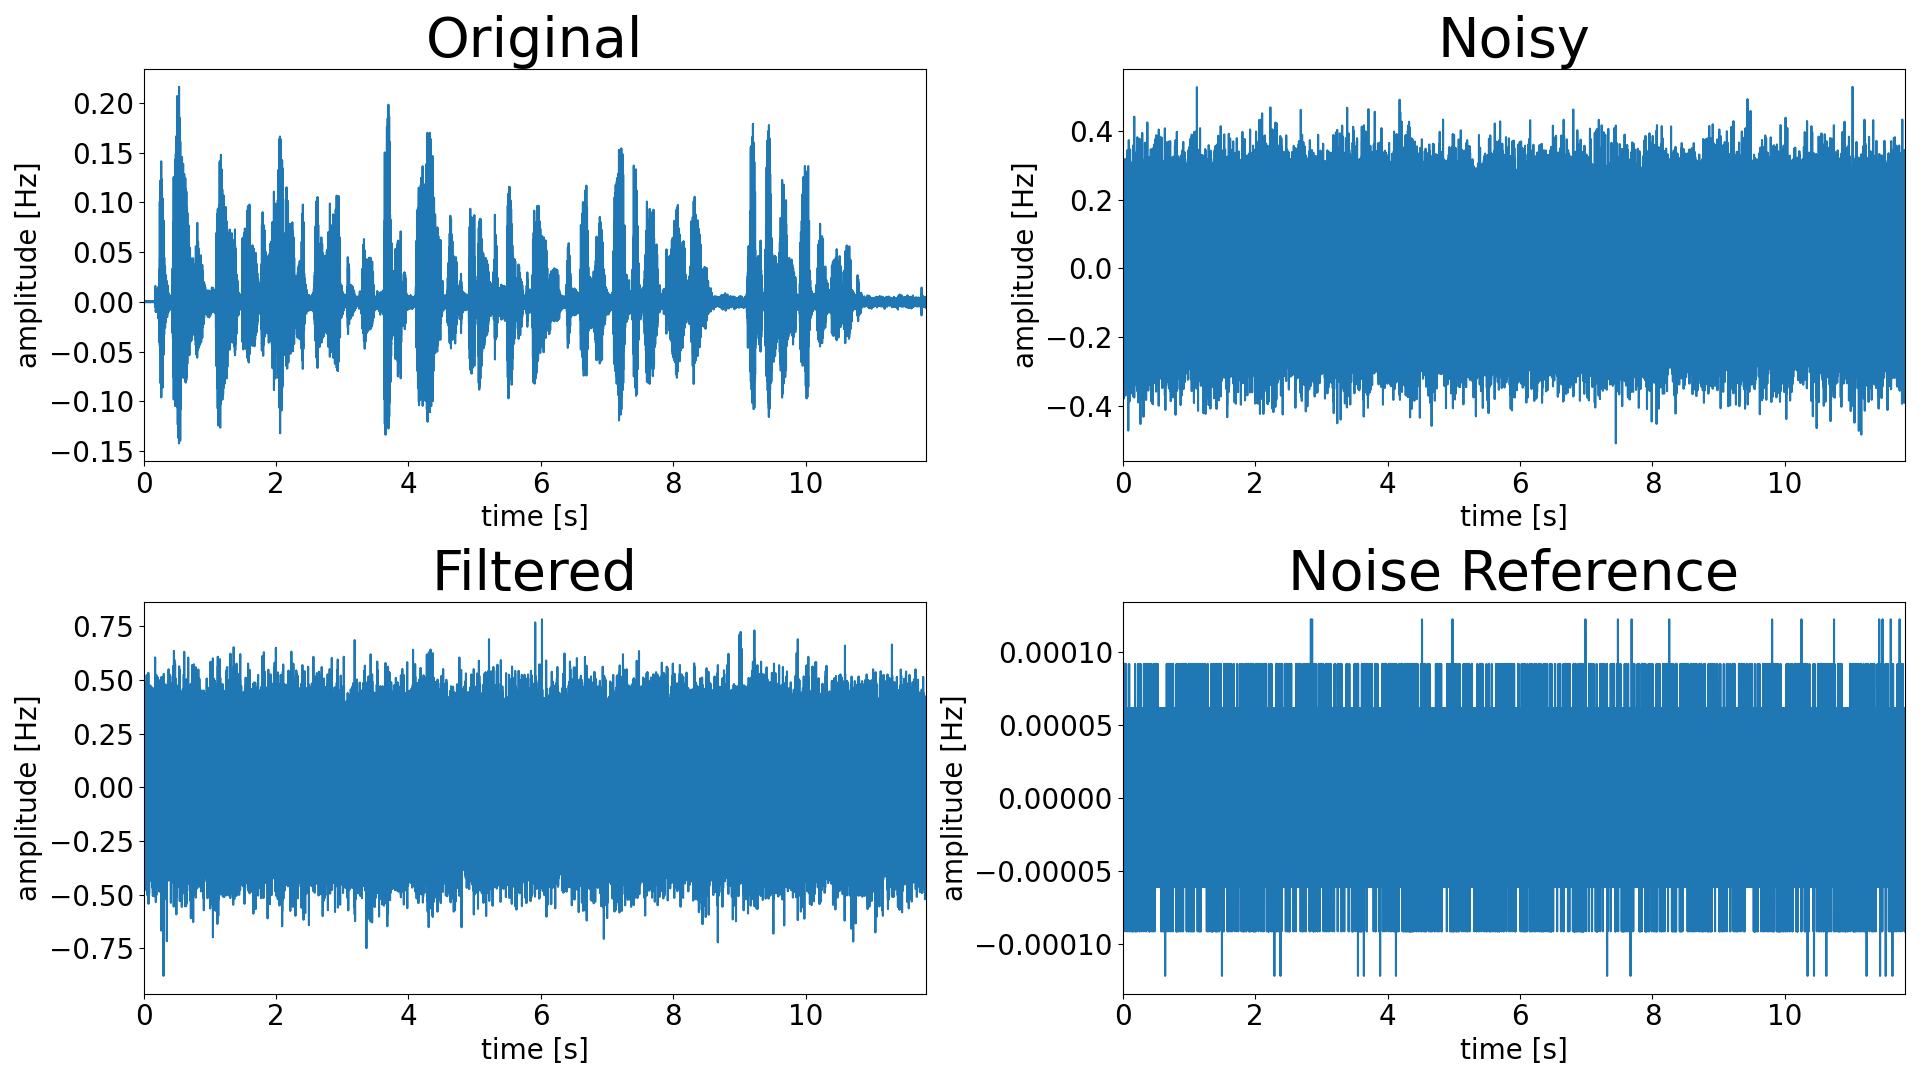 Original
0.20
0.15
0.10
0.05
0.00
−0.05
−0.10
−0.15
amplitude [Hz]
0 2 4 6 8 10
time [s]
Noisy
0.4
0.2
0.0
−0.2
−0.4
amplitude [Hz]
0 2 4 6 8 10
time [s]
Filtered
0.75
0.50
0.25
0.00
−0.25
−0.50
−0.75
amplitude [Hz]
0 2 4 6 8 10
time [s]
Noise Reference
0.00010
0.00005
0.00000
−0.00005
−0.00010
amplitude [Hz]
0 2 4 6 8 10
time [s]